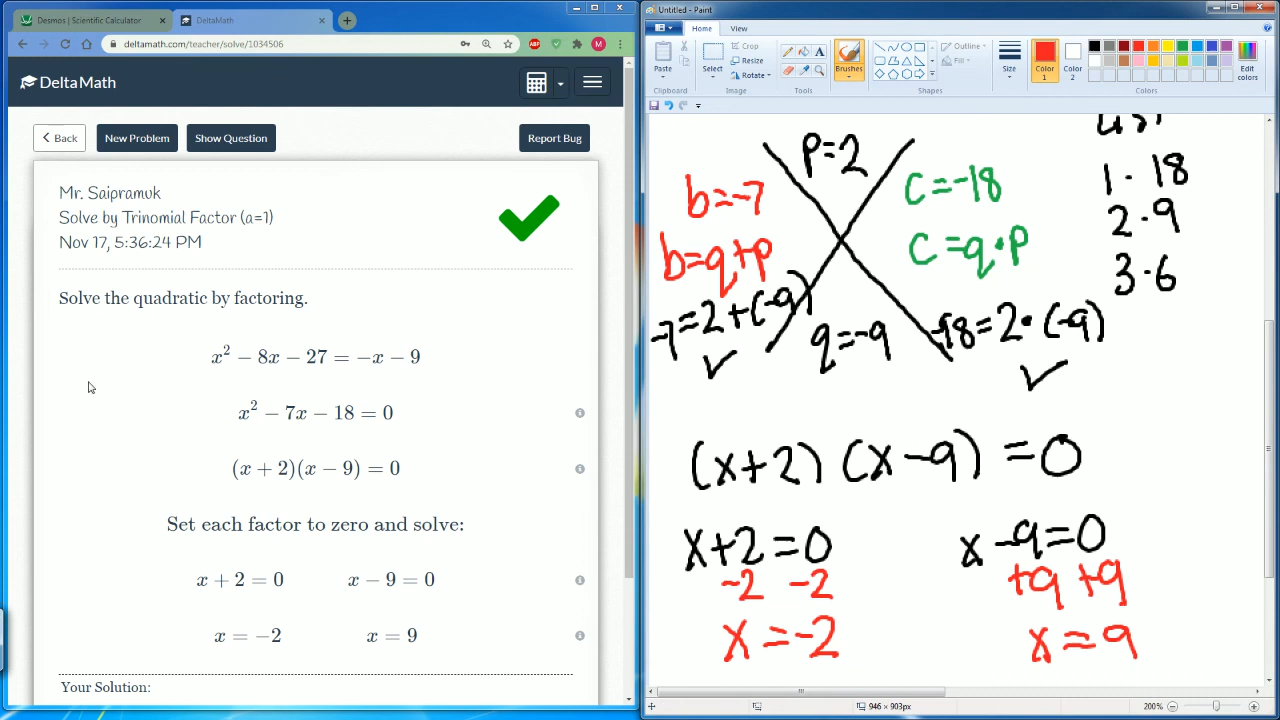 Desmos | Scientific Calculator
DeltaMath
deltamath.com/teacher/solve/1034506
ABP
M
DeltaMath
Back
New Problem
Show Question
Report Bug
Mr. Saipramuk
Solve by Trinomial Factor (a=1)
Nov 17, 5:36:24 PM
Solve the quadratic by factoring.
x² − 8x − 27 = −x − 9
x² − 7x − 18 = 0
(x + 2)(x − 9) = 0
Set each factor to zero and solve:
x + 2 = 0 x − 9 = 0
x = −2 x = 9
Your Solution:
Untitled - Paint
Home View
Paste
Select
Crop
Resize
Rotate
A
Brushes
Outline
Fill
Size
Color 1
Color 2
Edit colors
Clipboard
Image
Tools
Shapes
Colors
p=2
b=-7
c=-18
1· 18
2·9
b=q+p
c=q·p
3·6
-7=2+(-9)
q=-9
-18=2·(-9)
(x+2)(x-9) =0
x+2=0 x-9=0
-2 -2 +9 +9
x=-2 x=9
946 × 903px
200%